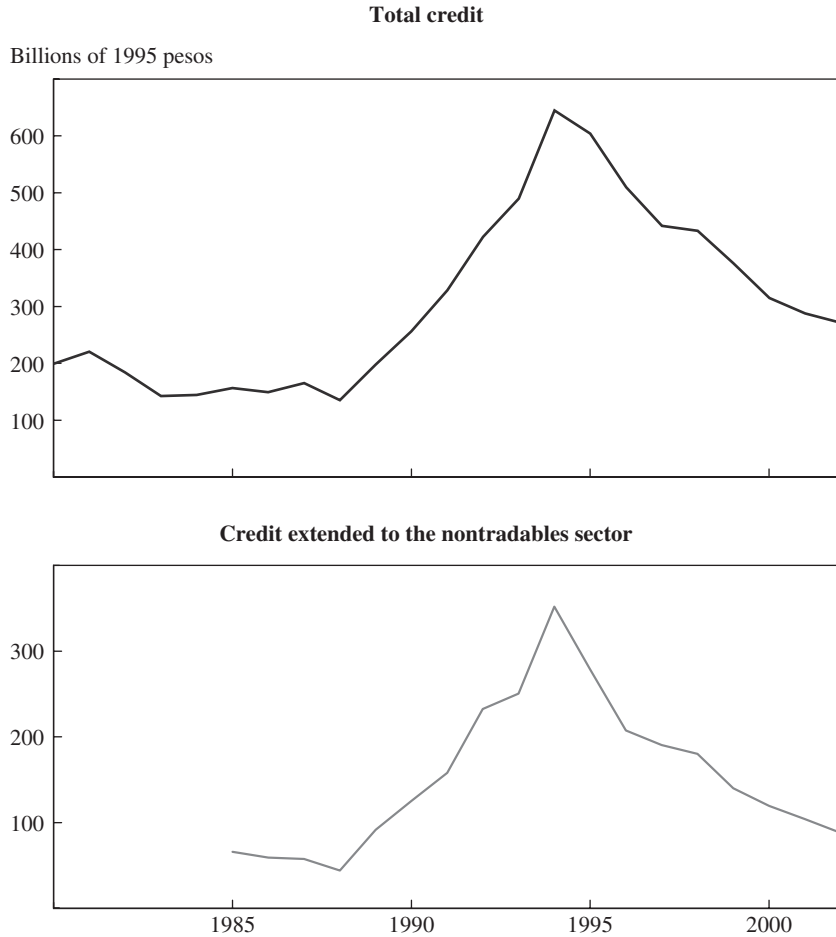 Total credit
Billions of 1995 pesos
600
500
400
300
200
100
Credit extended to the nontradables sector
300
200
100
1985 1990 1995 2000